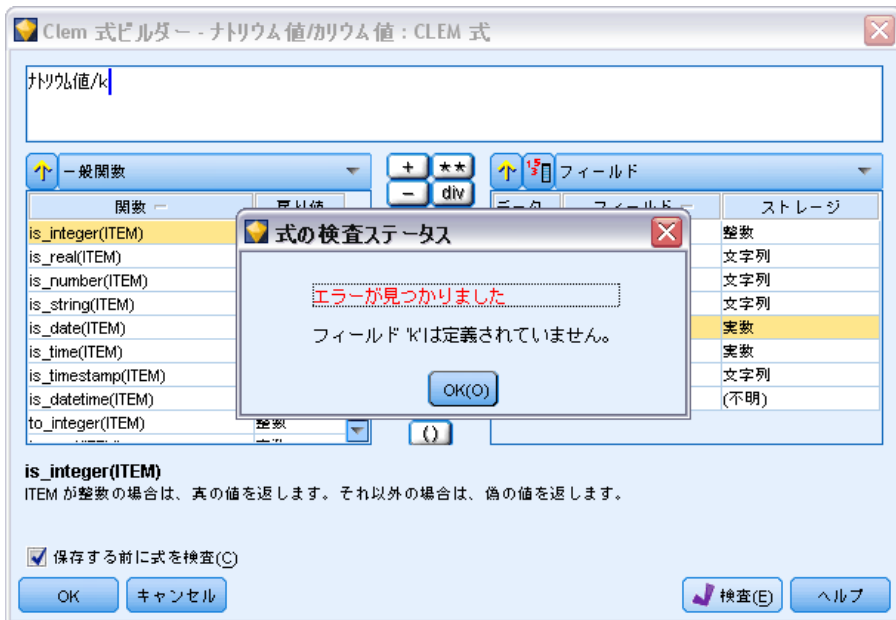 Clem 式ビルダー - ナトリウム値/カリウム値 : CLEM 式
ナトリウム値/k
一般関数
+
**
フィールド
-
div
関数
戻り値
データ
フィールド
ストレージ
is_integer(ITEM)
整数
is_real(ITEM)
文字列
is_number(ITEM)
文字列
is_string(ITEM)
文字列
is_date(ITEM)
実数
is_time(ITEM)
実数
is_timestamp(ITEM)
文字列
is_datetime(ITEM)
(不明)
to_integer(ITEM)
整数
()
式の検査ステータス
エラーが見つかりました
フィールド 'k'は定義されていません。
OK(O)
is_integer(ITEM)
ITEM が整数の場合は、真の値を返します。それ以外の場合は、偽の値を返します。
保存する前に式を検査(C)
OK
キャンセル
検査(E)
ヘルプ